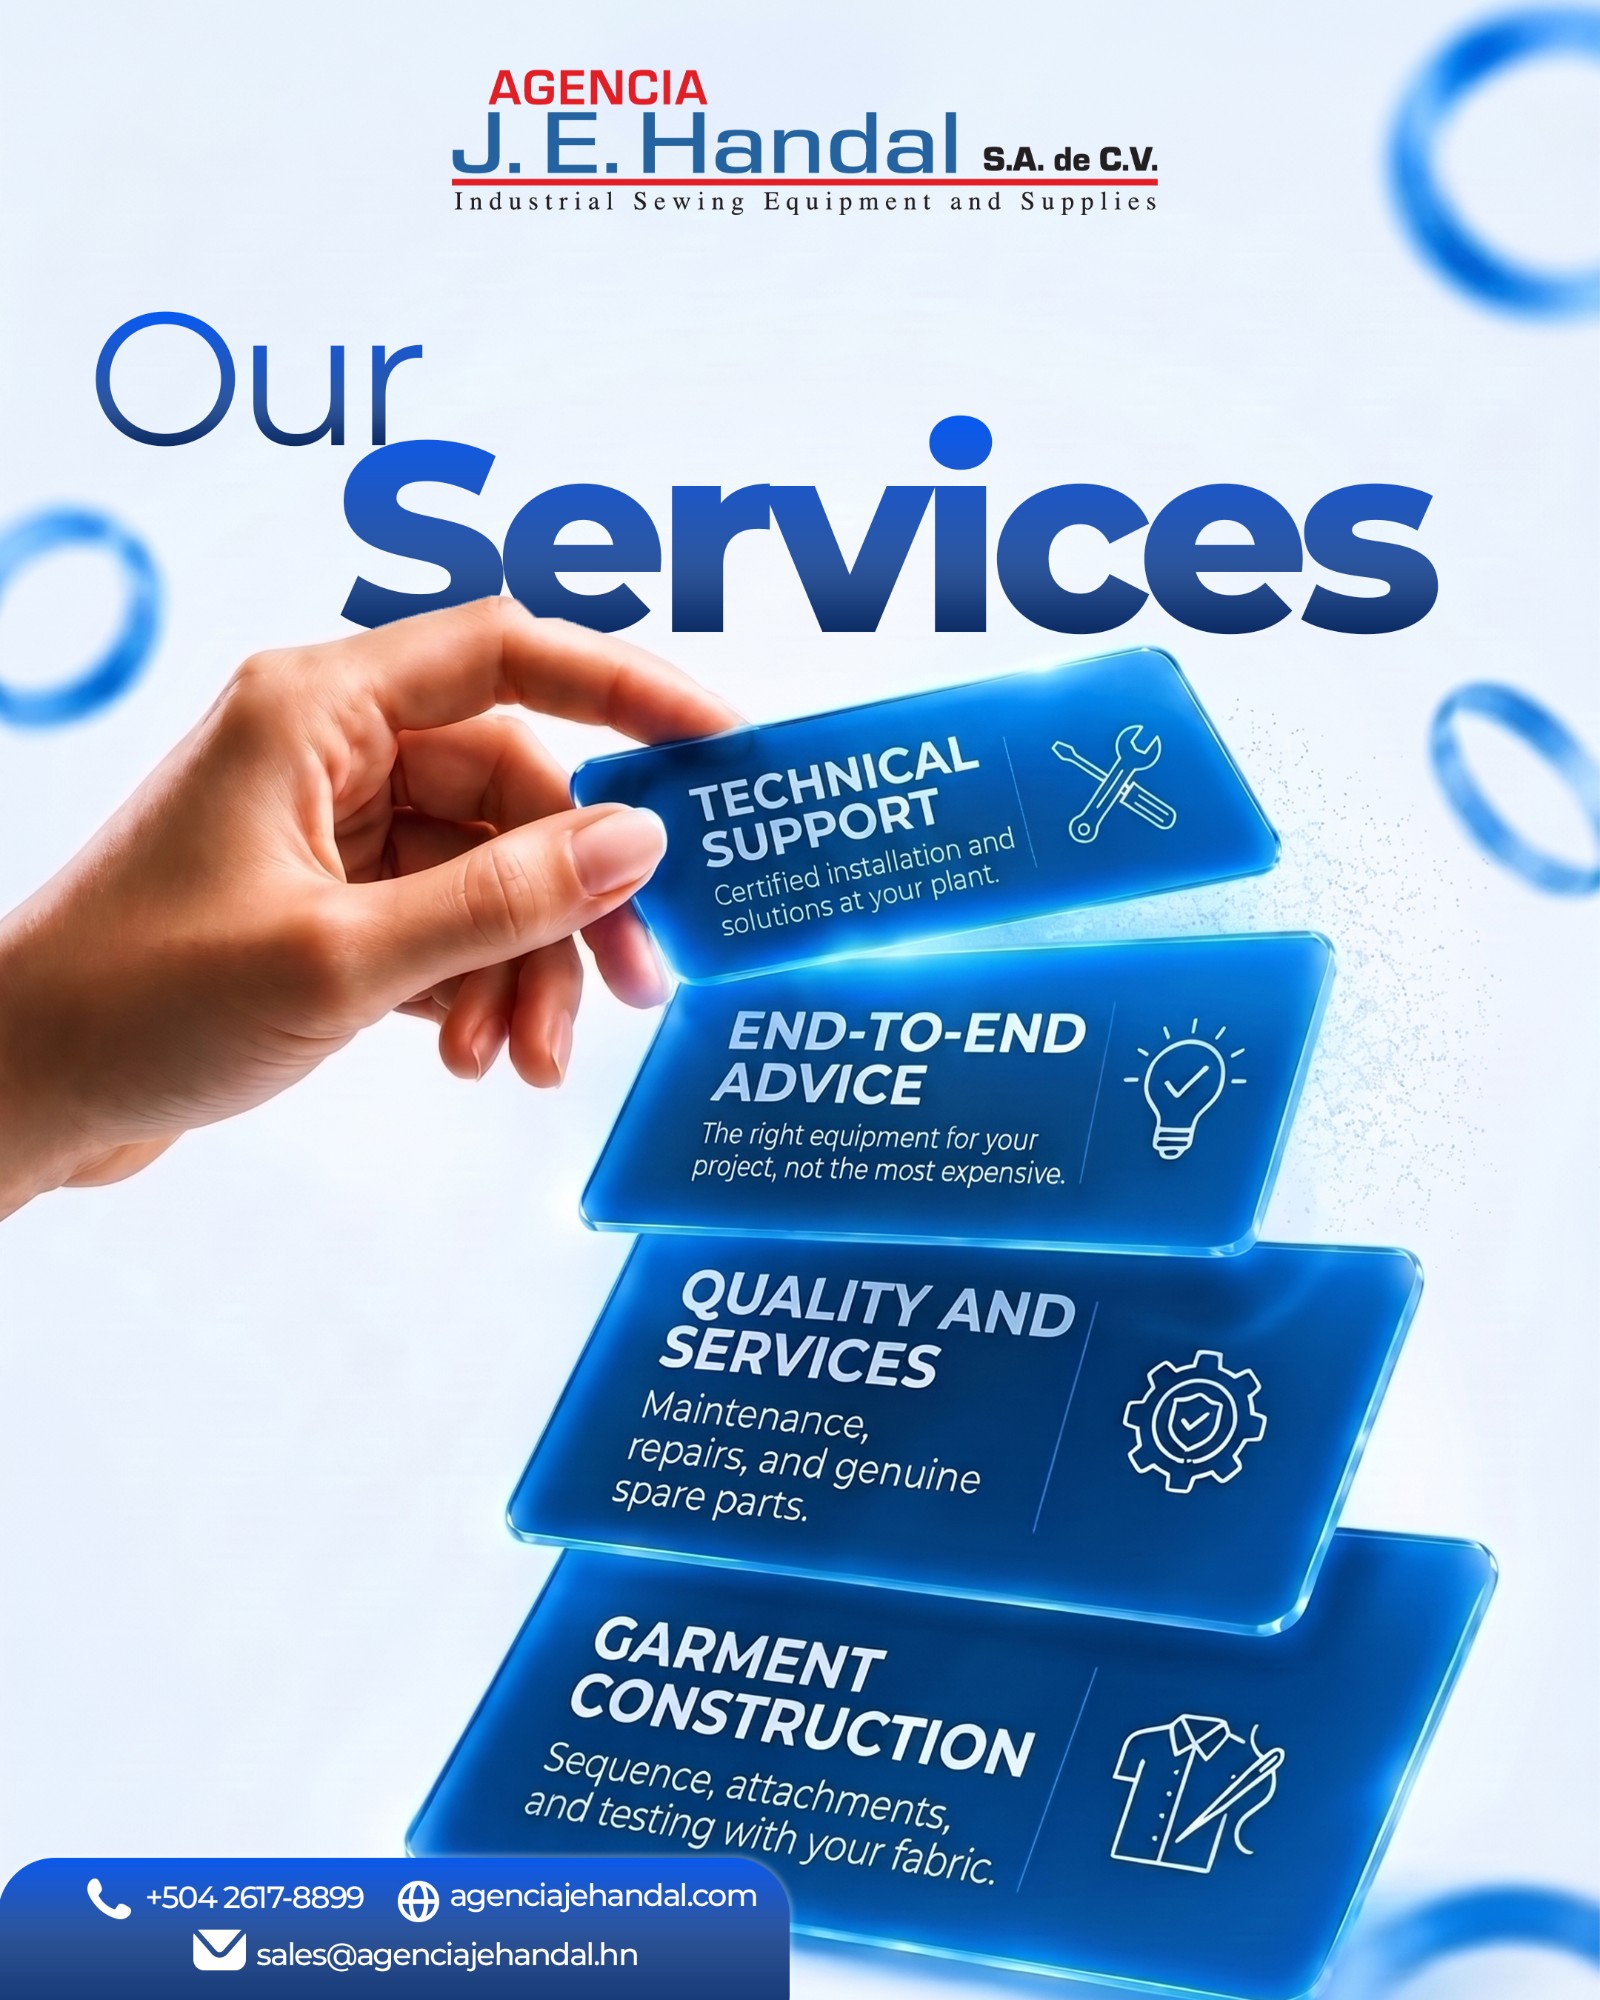 AGENCIA
J. E. Handal S.A. de C.V.
Industrial Sewing Equipment and Supplies
Our
Services
TECHNICAL
SUPPORT
Certified installation and
solutions at your plant.
END-TO-END
ADVICE
The right equipment for your
project, not the most expensive.
QUALITY AND
SERVICES
Maintenance,
repairs, and genuine
spare parts.
GARMENT
CONSTRUCTION
Sequence, attachments,
and testing with your fabric.
+504 2617-8899 agenciajehandal.com
sales@agenciajehandal.hn